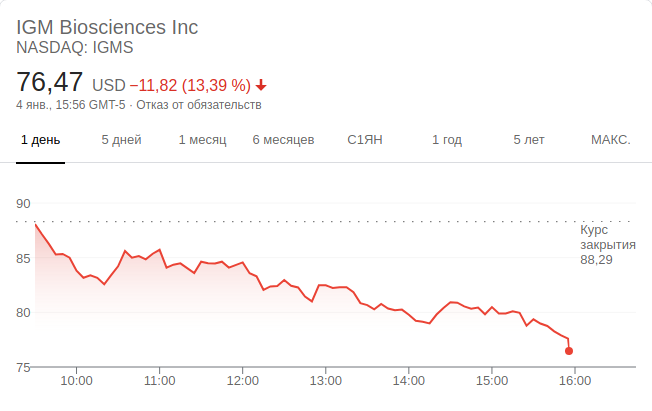 IGM Biosciences Inc
NASDAQ: IGMS
76,47 USD −11,82 (13,39 %)
4 янв., 15:56 GMT-5 · Отказ от обязательств
1 день 5 дней 1 месяц 6 месяцев С1ЯН 1 год 5 лет МАКС.
90
Курс
закрытия
88,29
85
80
75
10:00 11:00 12:00 13:00 14:00 15:00 16:00